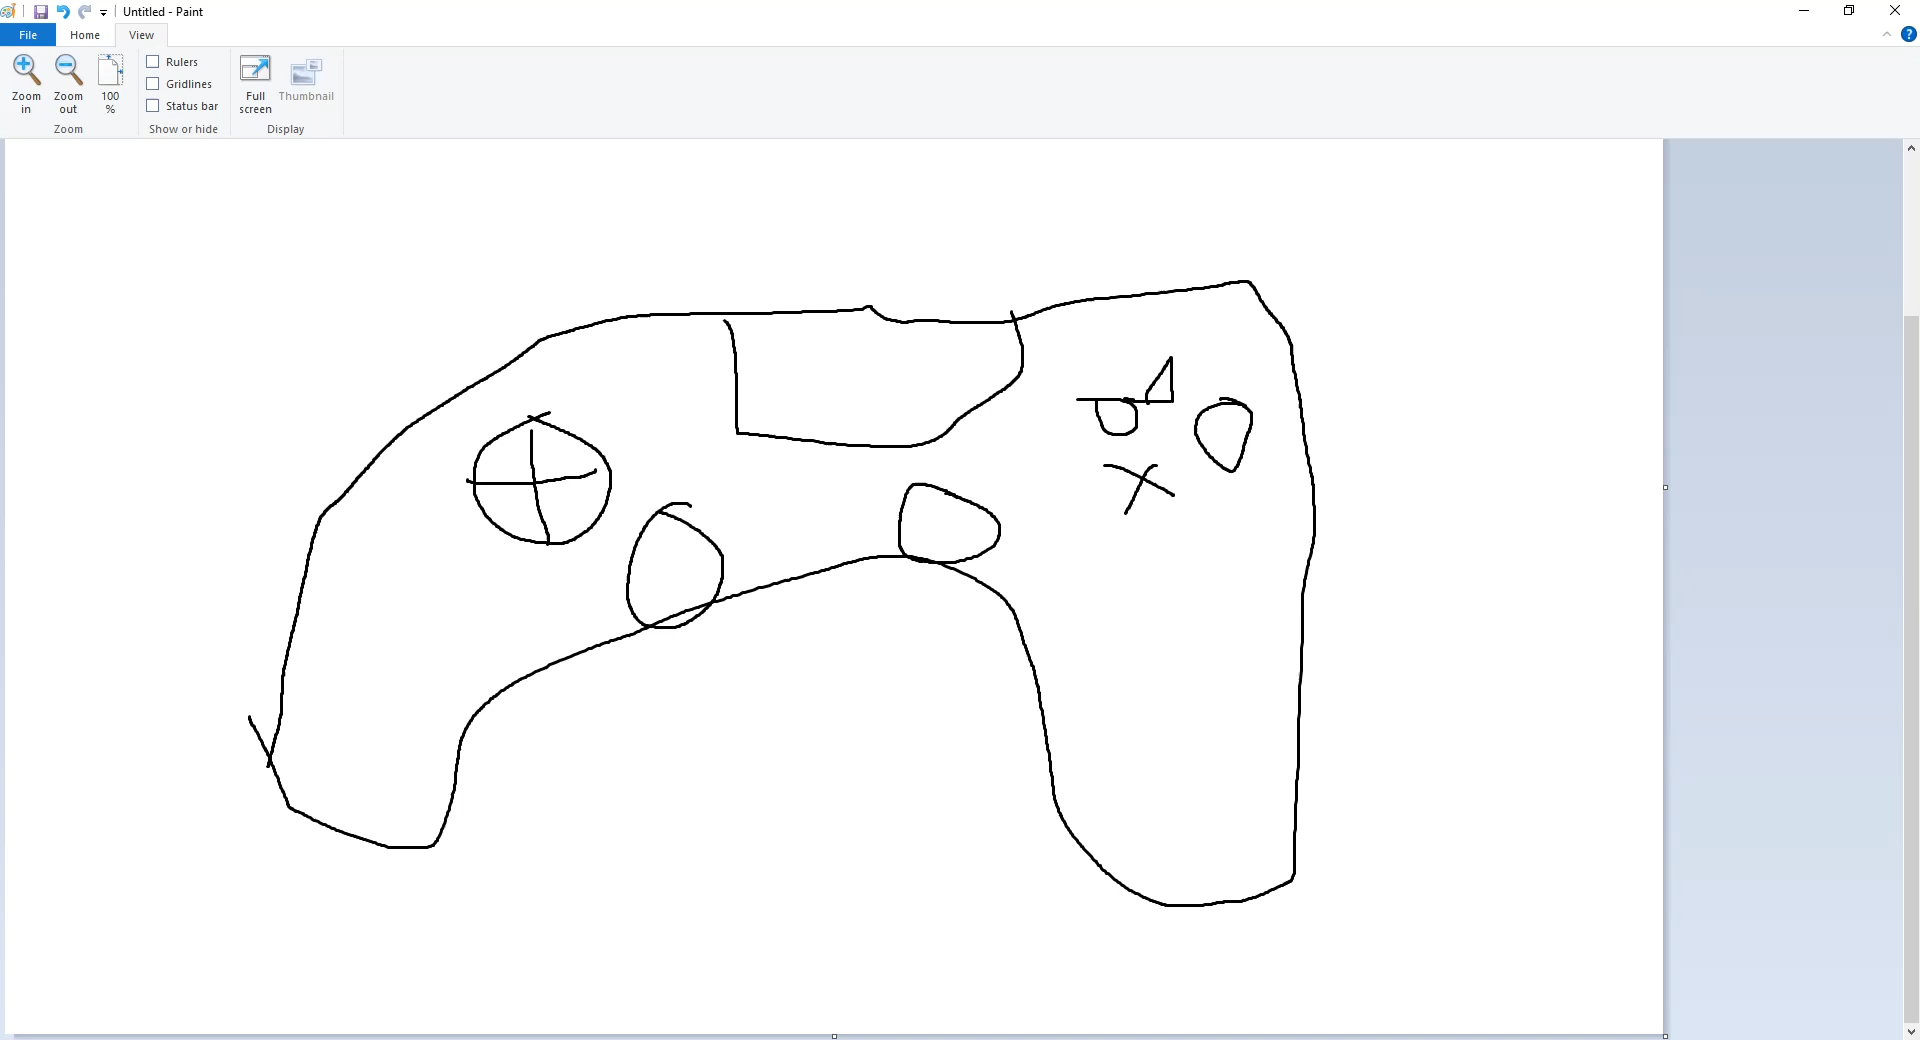 Untitled - Paint
File Home View
Zoom in
Zoom out
100 %
Rulers
Gridlines
Status bar
Full screen
Thumbnail
Zoom
Show or hide
Display